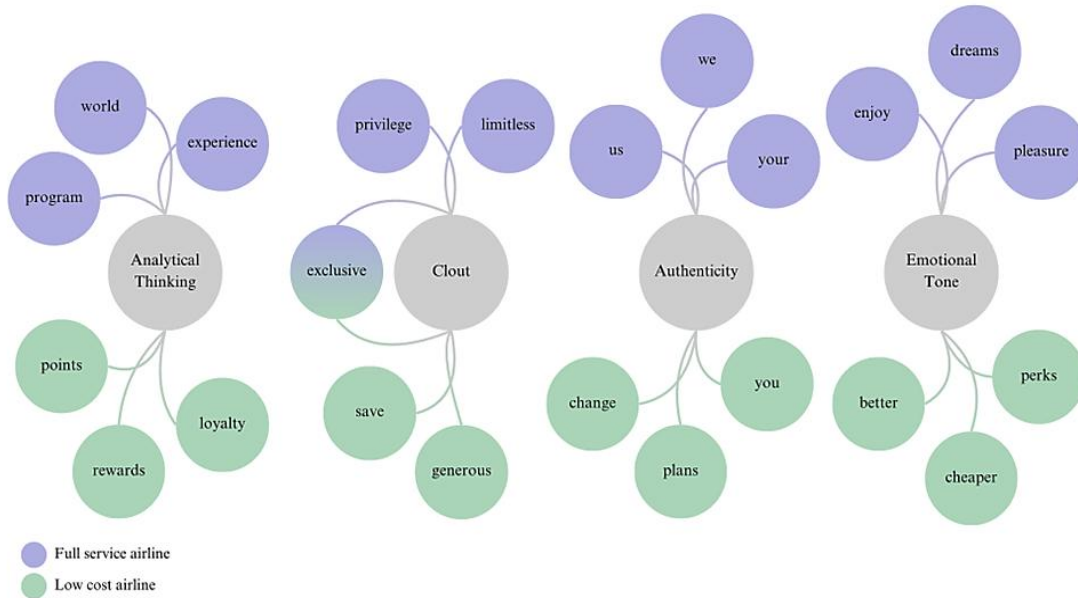 world
experience
program
Analytical
Thinking
points
loyalty
rewards
privilege
limitless
exclusive
Clout
save
generous
we
us
your
Authenticity
change
you
plans
dreams
enjoy
pleasure
Emotional
Tone
better
perks
cheaper
Full service airline
Low cost airline